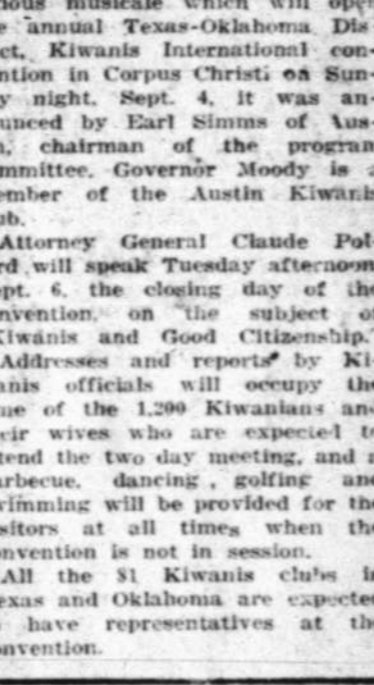 ious musicale which will open
e annual Texas-Oklahoma Dis-
ct, Kiwanis International con-
ntion in Corpus Christi on Sun-
y night, Sept. 4, it was an-
unced by Earl Simms of Aus-
n, chairman of the program
mmittee. Governor Moody is a
ember of the Austin Kiwanis
ub.
Attorney General Claude Pol-
rd will speak Tuesday afternoon
pt. 6, the closing day of the
nvention, on the subject of
Kiwanis and Good Citizenship."
Addresses and reports by Ki-
anis officials will occupy the
me of the 1,200 Kiwanians and
eir wives who are expected to
tend the two day meeting, and a
arbecue, dancing, golfing and
wimming will be provided for the
isitors at all times when the
onvention is not in session.
All the 81 Kiwanis clubs in
exas and Oklahoma are expected
o have representatives at the
onvention.